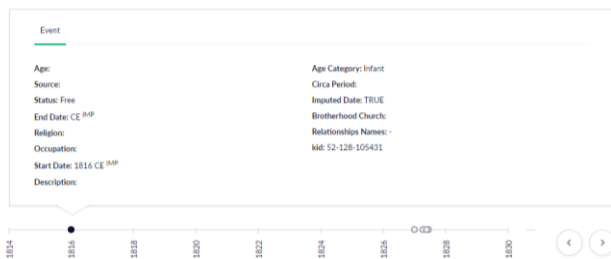 Event
Age:
Source:
Status: Free
End Date: CE IMP
Religion:
Occupation:
Start Date: 1816 CE IMP
Description:
Age Category: Infant
Circa Period:
Imputed Date: TRUE
Brotherhood Church:
Relationships Names: -
kid: 52-128-105431
1814 1816 1818 1820 1822 1824 1826 1828 1830